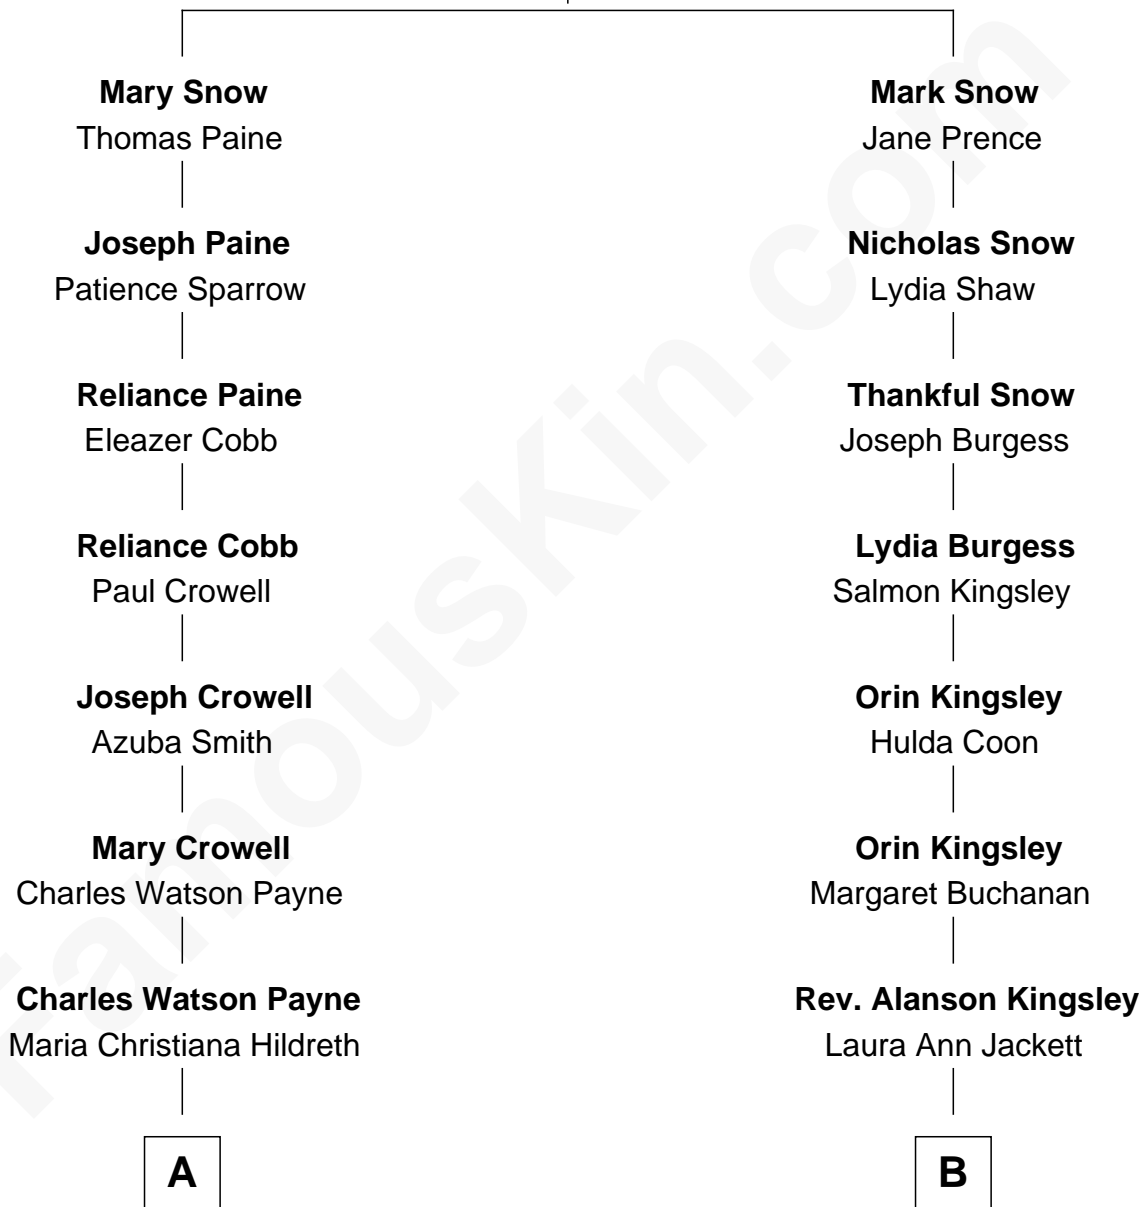 Mary Snow
Thomas Paine
Joseph Paine
Patience Sparrow
Reliance Paine
Eleazer Cobb
Reliance Cobb
Paul Crowell
Joseph Crowell
Azuba Smith
Mary Crowell
Charles Watson Payne
Charles Watson Payne
Maria Christiana Hildreth
A
Mark Snow
Jane Prence
Nicholas Snow
Lydia Shaw
Thankful Snow
Joseph Burgess
Lydia Burgess
Salmon Kingsley
Orin Kingsley
Hulda Coon
Orin Kingsley
Margaret Buchanan
Rev. Alanson Kingsley
Laura Ann Jackett
B
FamousKin.com